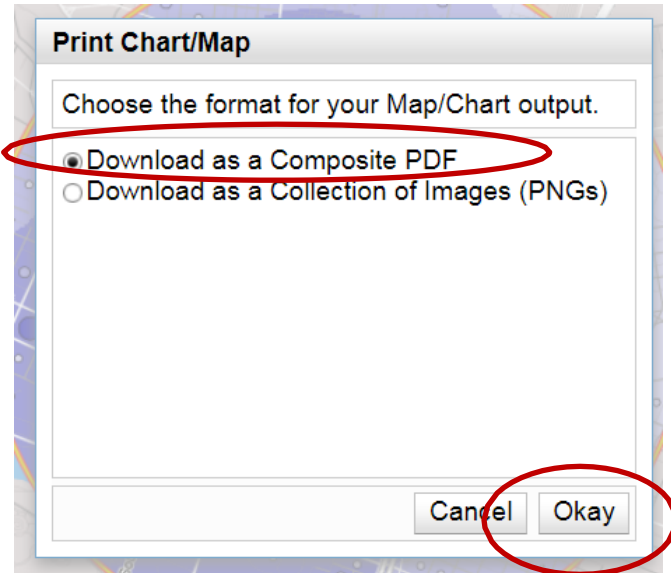 Print Chart/Map
Choose the format for your Map/Chart output.
Download as a Composite PDF
Download as a Collection of Images (PNGs)
Cancel Okay